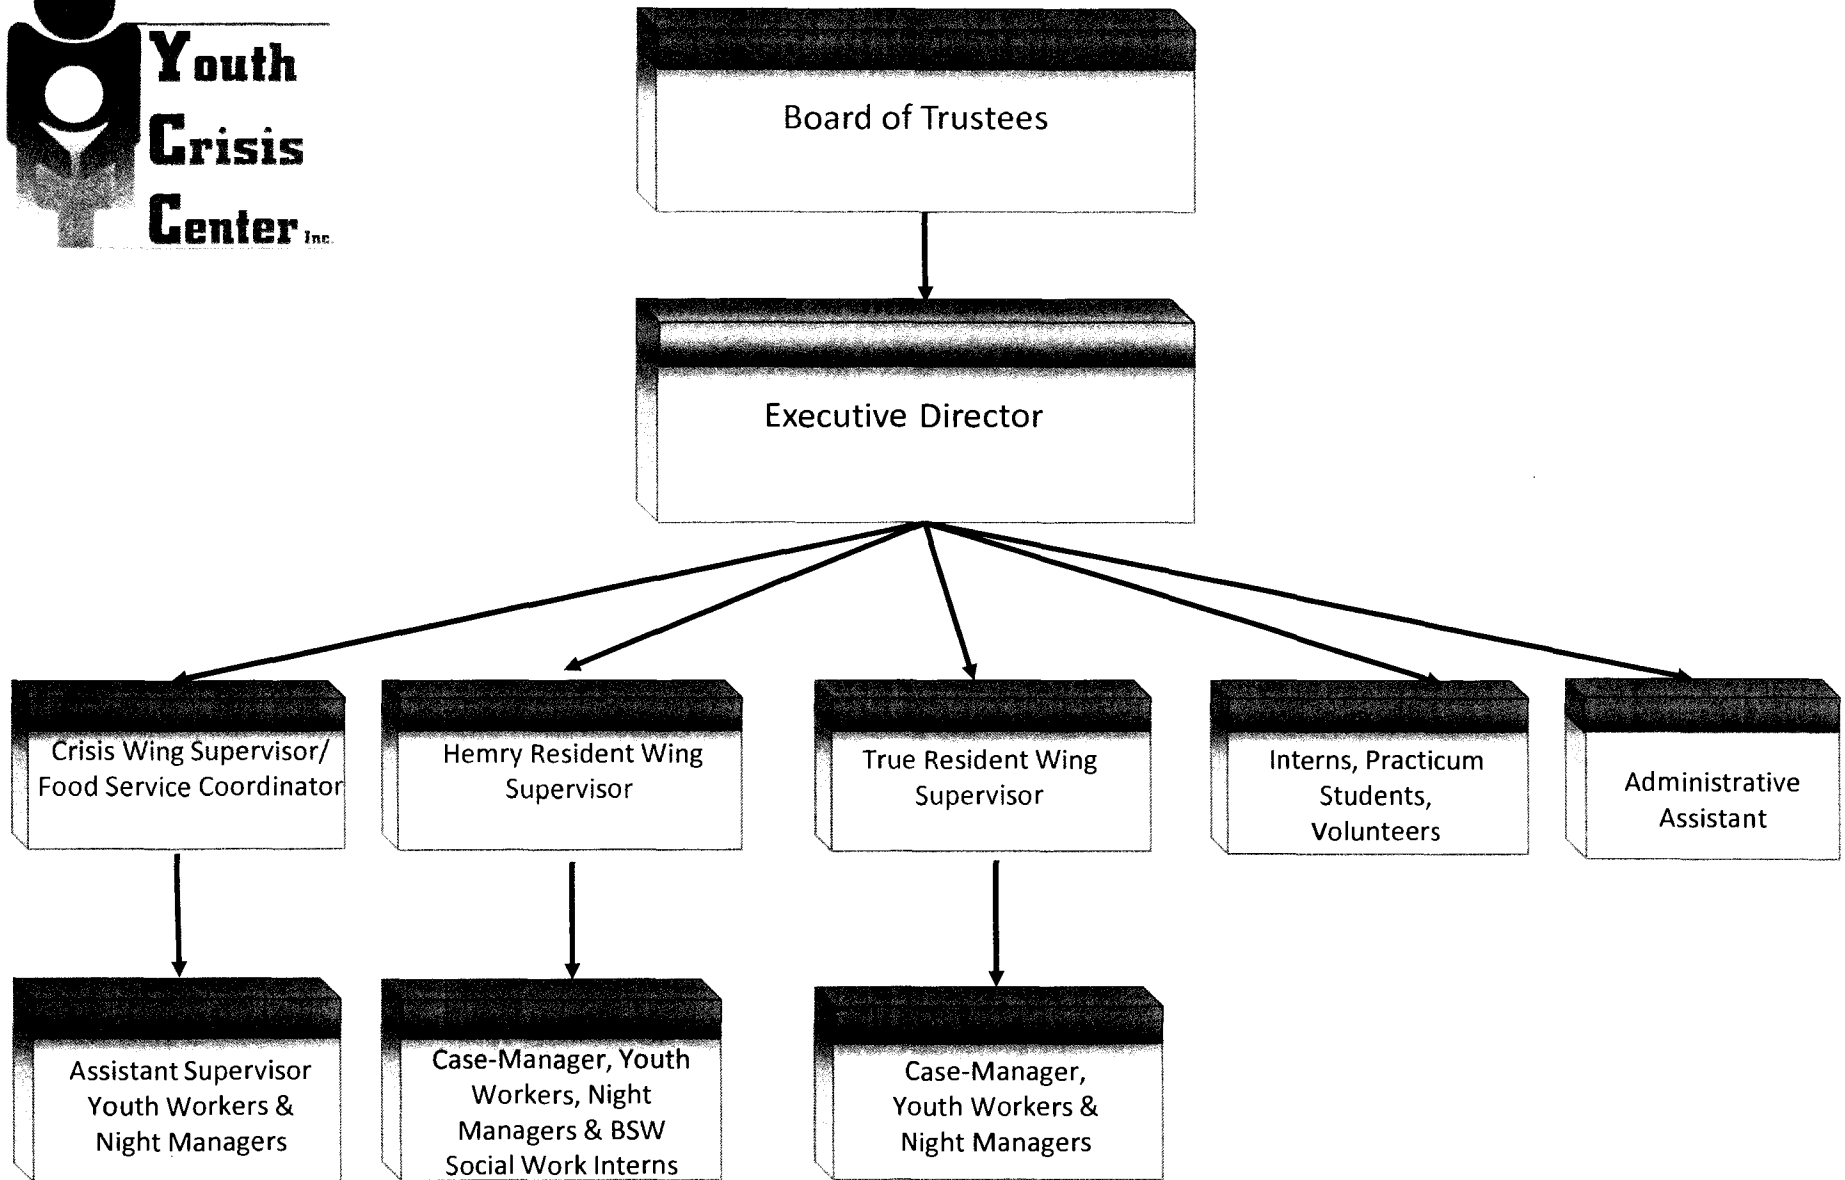 Youth
Crisis
Center Inc.
Board of Trustees
Executive Director
Crisis Wing Supervisor/
Food Service Coordinator
Hemry Resident Wing
Supervisor
True Resident Wing
Supervisor
Interns, Practicum
Students,
Volunteers
Administrative
Assistant
Assistant Supervisor
Youth Workers &
Night Managers
Case-Manager, Youth
Workers, Night
Managers & BSW
Social Work Interns
Case-Manager,
Youth Workers &
Night Managers